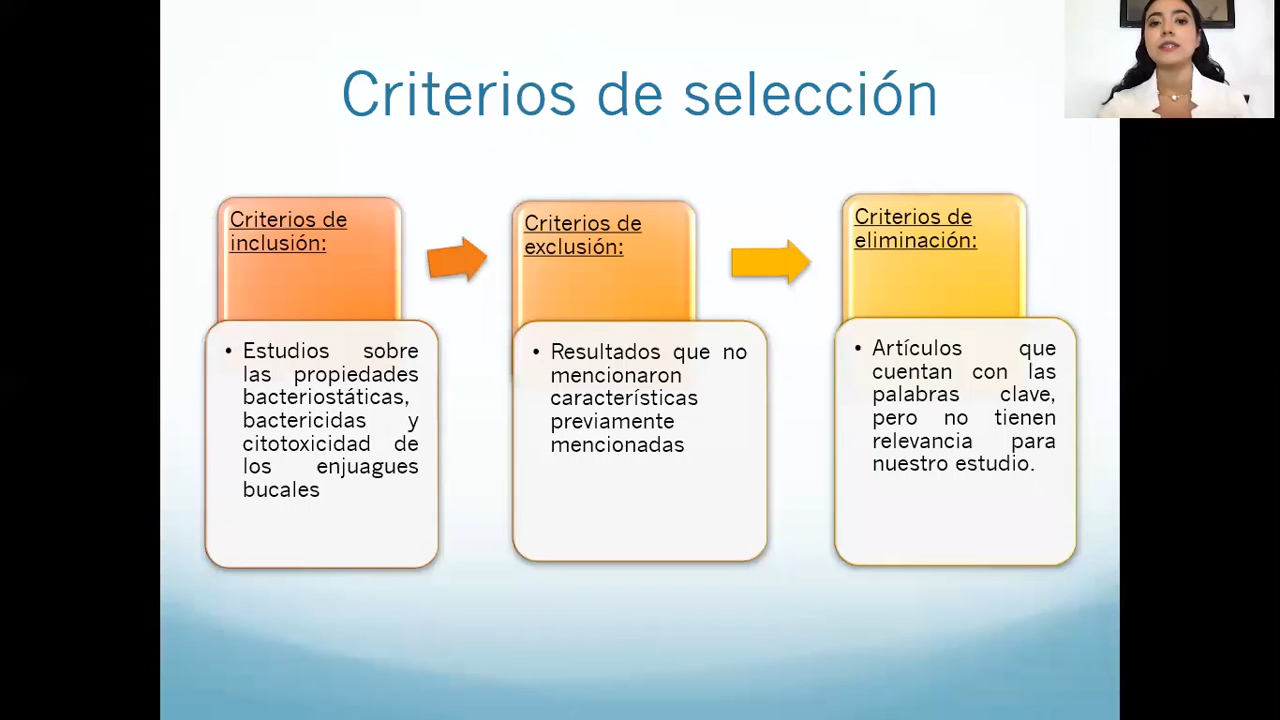 Criterios de selección
Criterios de
inclusión:
• Estudios sobre
las propiedades
bacteriostáticas,
bactericidas y
citotoxicidad de
los enjuagues
bucales
Criterios de
exclusión:
• Resultados que no
mencionaron
características
previamente
mencionadas
Criterios de
eliminación:
• Artículos que
cuentan con las
palabras clave,
pero no tienen
relevancia para
nuestro estudio.